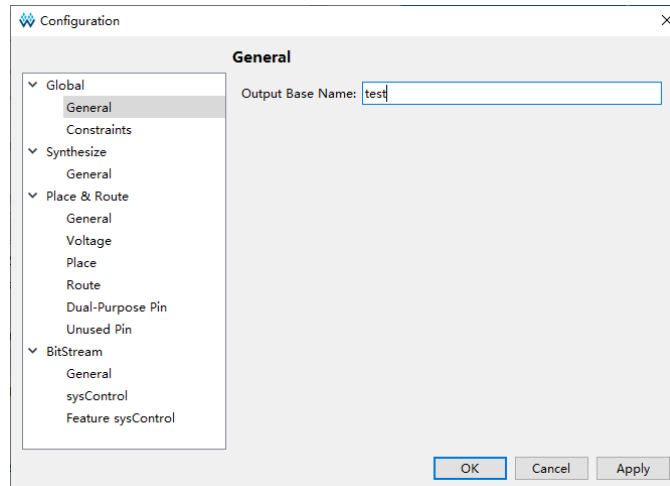 Configuration
General
Output Base Name: test
Global
General
Constraints
Synthesize
General
Place & Route
General
Voltage
Place
Route
Dual-Purpose Pin
Unused Pin
BitStream
General
sysControl
Feature sysControl
OK Cancel Apply